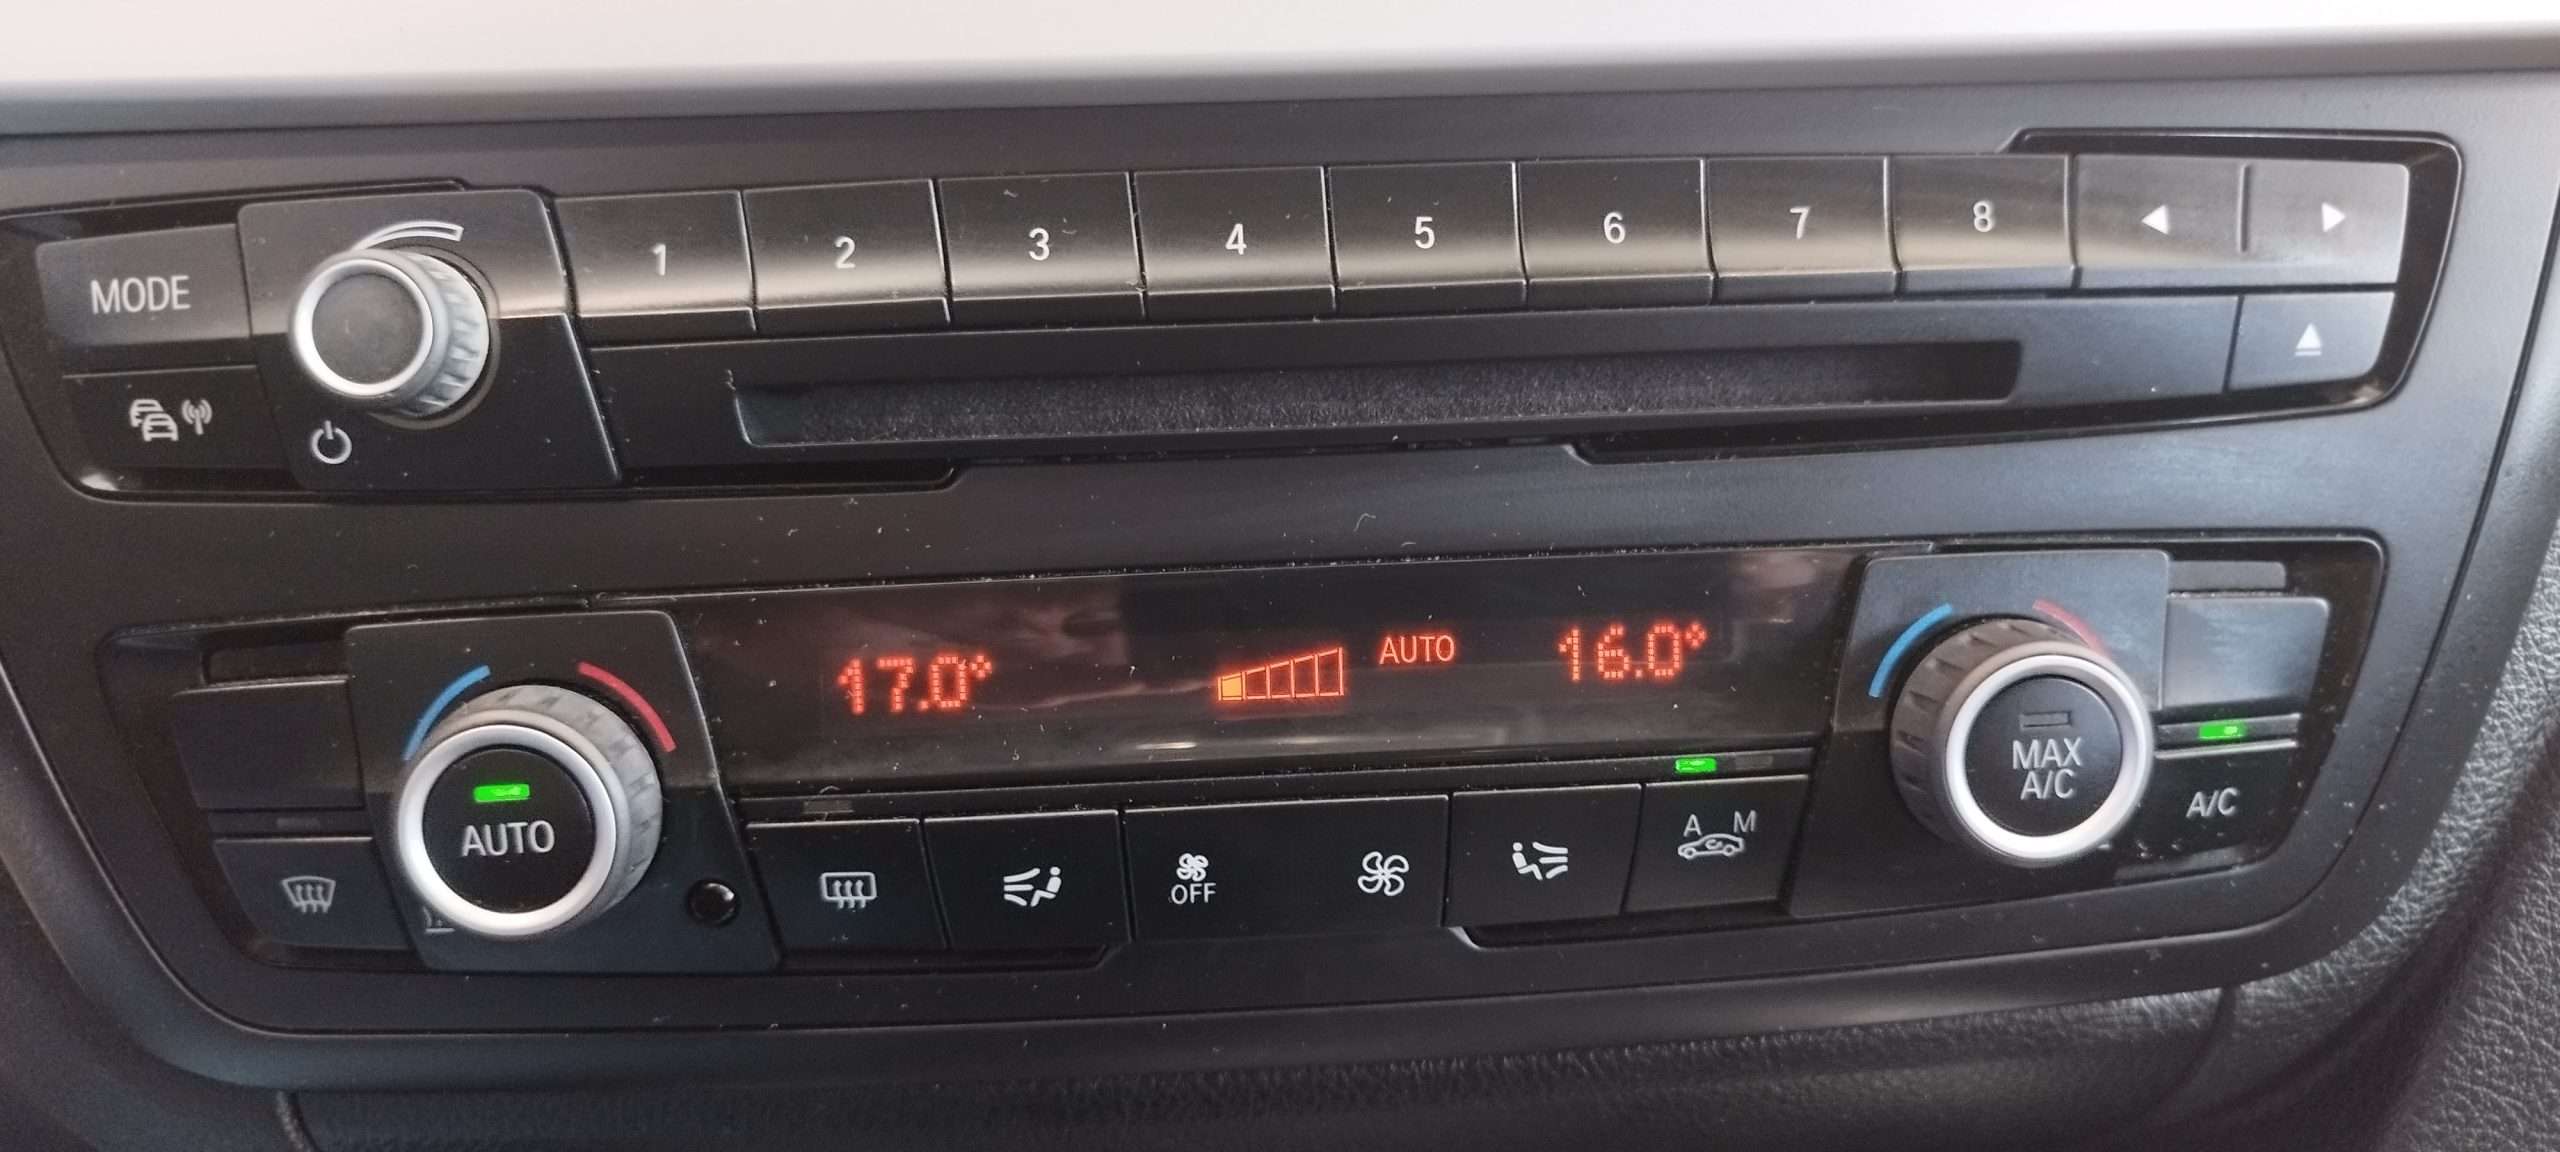 MODE
1 2 3 4 5 6 7 8
17.0°
AUTO
16.0°
AUTO
OFF
A M
MAX
A/C
A/C